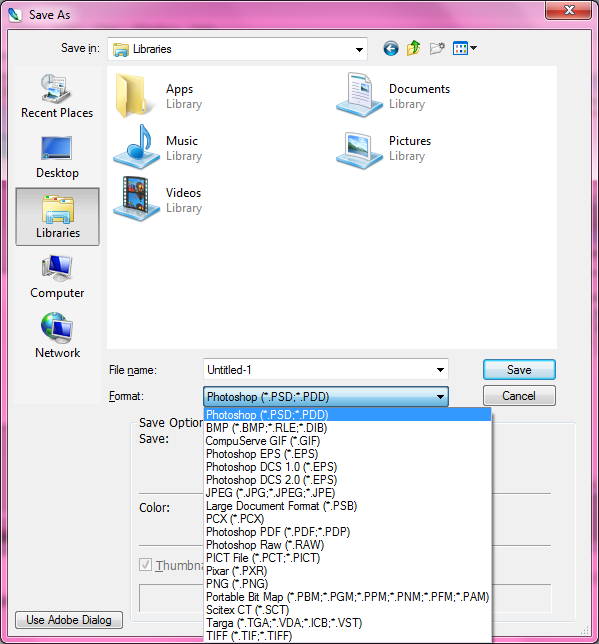 Save As
Save in: Libraries
Recent Places
Desktop
Libraries
Computer
Network
Apps
Library
Documents
Library
Music
Library
Pictures
Library
Videos
Library
File name: Untitled-1 Save
Format: Photoshop (*.PSD;*.PDD) Cancel
Photoshop (*.PSD;*.PDD)
BMP (*.BMP;*.RLE;*.DIB)
CompuServe GIF (*.GIF)
Photoshop EPS (*.EPS)
Photoshop DCS 1.0 (*.EPS)
Photoshop DCS 2.0 (*.EPS)
JPEG (*.JPG;*.JPEG;*.JPE)
Large Document Format (*.PSB)
PCX (*.PCX)
Photoshop PDF (*.PDF;*.PDP)
Photoshop Raw (*.RAW)
PICT File (*.PCT;*.PICT)
Pixar (*.PXR)
PNG (*.PNG)
Portable Bit Map (*.PBM;*.PGM;*.PPM;*.PNM;*.PFM;*.PAM)
Scitex CT (*.SCT)
Targa (*.TGA;*.VDA;*.ICB;*.VST)
TIFF (*.TIF;*.TIFF)
Save Optio
Save:
Color:
Thumbna
Use Adobe Dialog